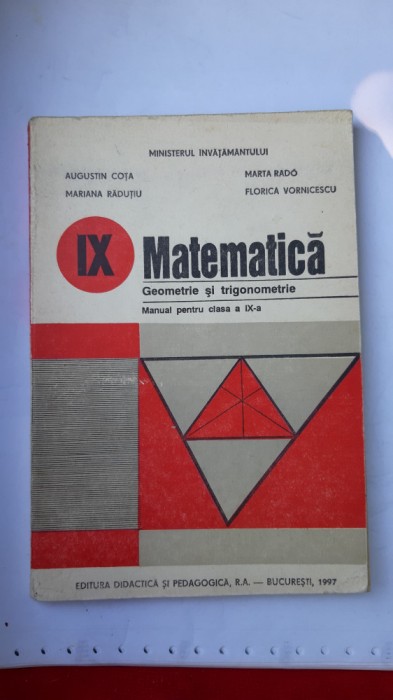 MINISTERUL ÎNVĂȚĂMÂNTULUI
AUGUSTIN COȚA MARTA RADÓ
MARIANA RĂDUȚIU FLORICA VORNICESCU
IX Matematică
Geometrie și trigonometrie
Manual pentru clasa a IX-a
EDITURA DIDACTICĂ ȘI PEDAGOGICĂ, R.A. — BUCUREȘTI, 1997